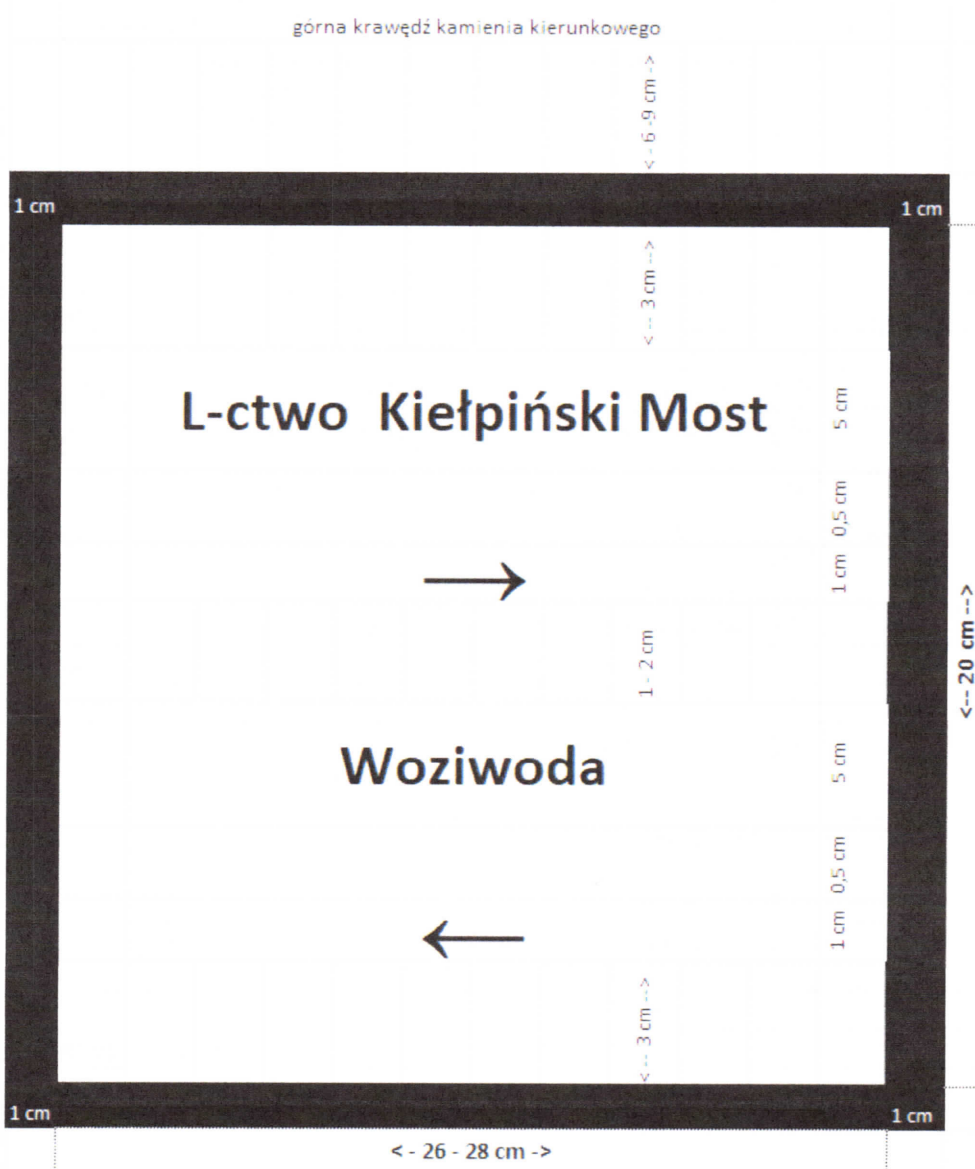 górna krawędź kamienia kierunkowego
<- 6 -9 cm -->
1 cm
1 cm
<-- 3 cm -->
L-ctwo Kiełpiński Most
5 cm
0,5 cm
→
1 cm
1 - 2 cm
<-- 20 cm -->
Woziwoda
5 cm
0,5 cm
←
1 cm
<-- 3 cm -->
1 cm
1 cm
< - 26 - 28 cm ->